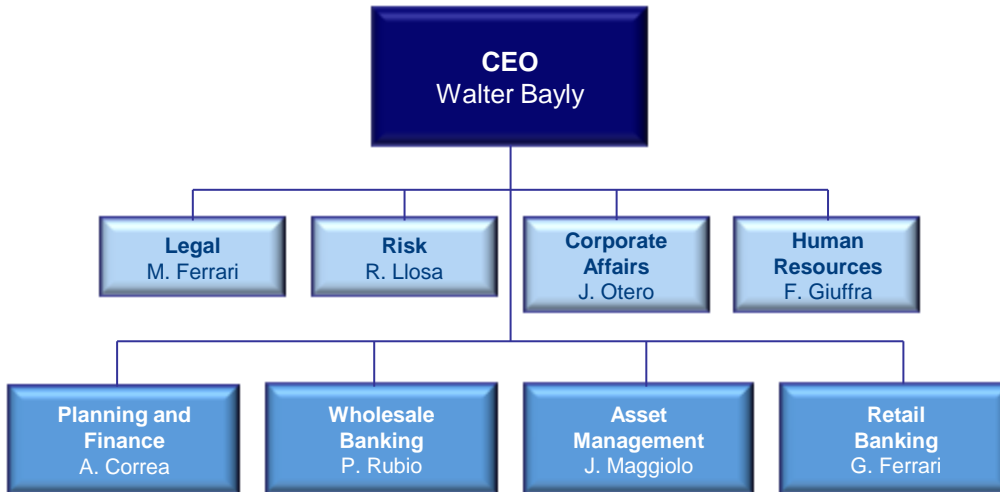 CEO
Walter Bayly
Legal
M. Ferrari
Risk
R. Llosa
Corporate
Affairs
J. Otero
Human
Resources
F. Giuffra
Planning and
Finance
A. Correa
Wholesale
Banking
P. Rubio
Asset
Management
J. Maggiolo
Retail
Banking
G. Ferrari